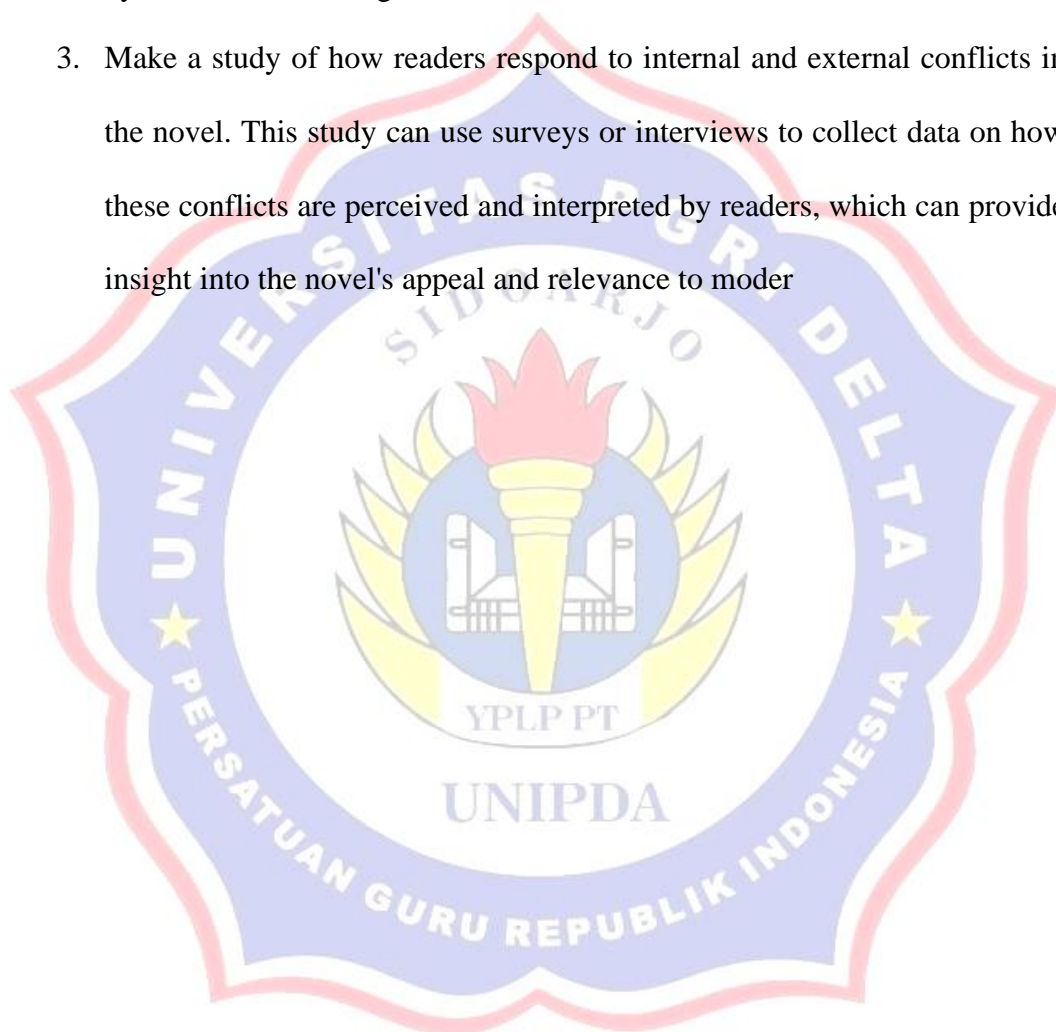 3. Make a study of how readers respond to internal and external conflicts in
the novel. This study can use surveys or interviews to collect data on how
these conflicts are perceived and interpreted by readers, which can provide
insight into the novel's appeal and relevance to moder
UNIVERSITAS PGRI DELTA
SIDOARJO
YPLP PT
UNIPDA
PERSATUAN GURU REPUBLIK INDONESIA